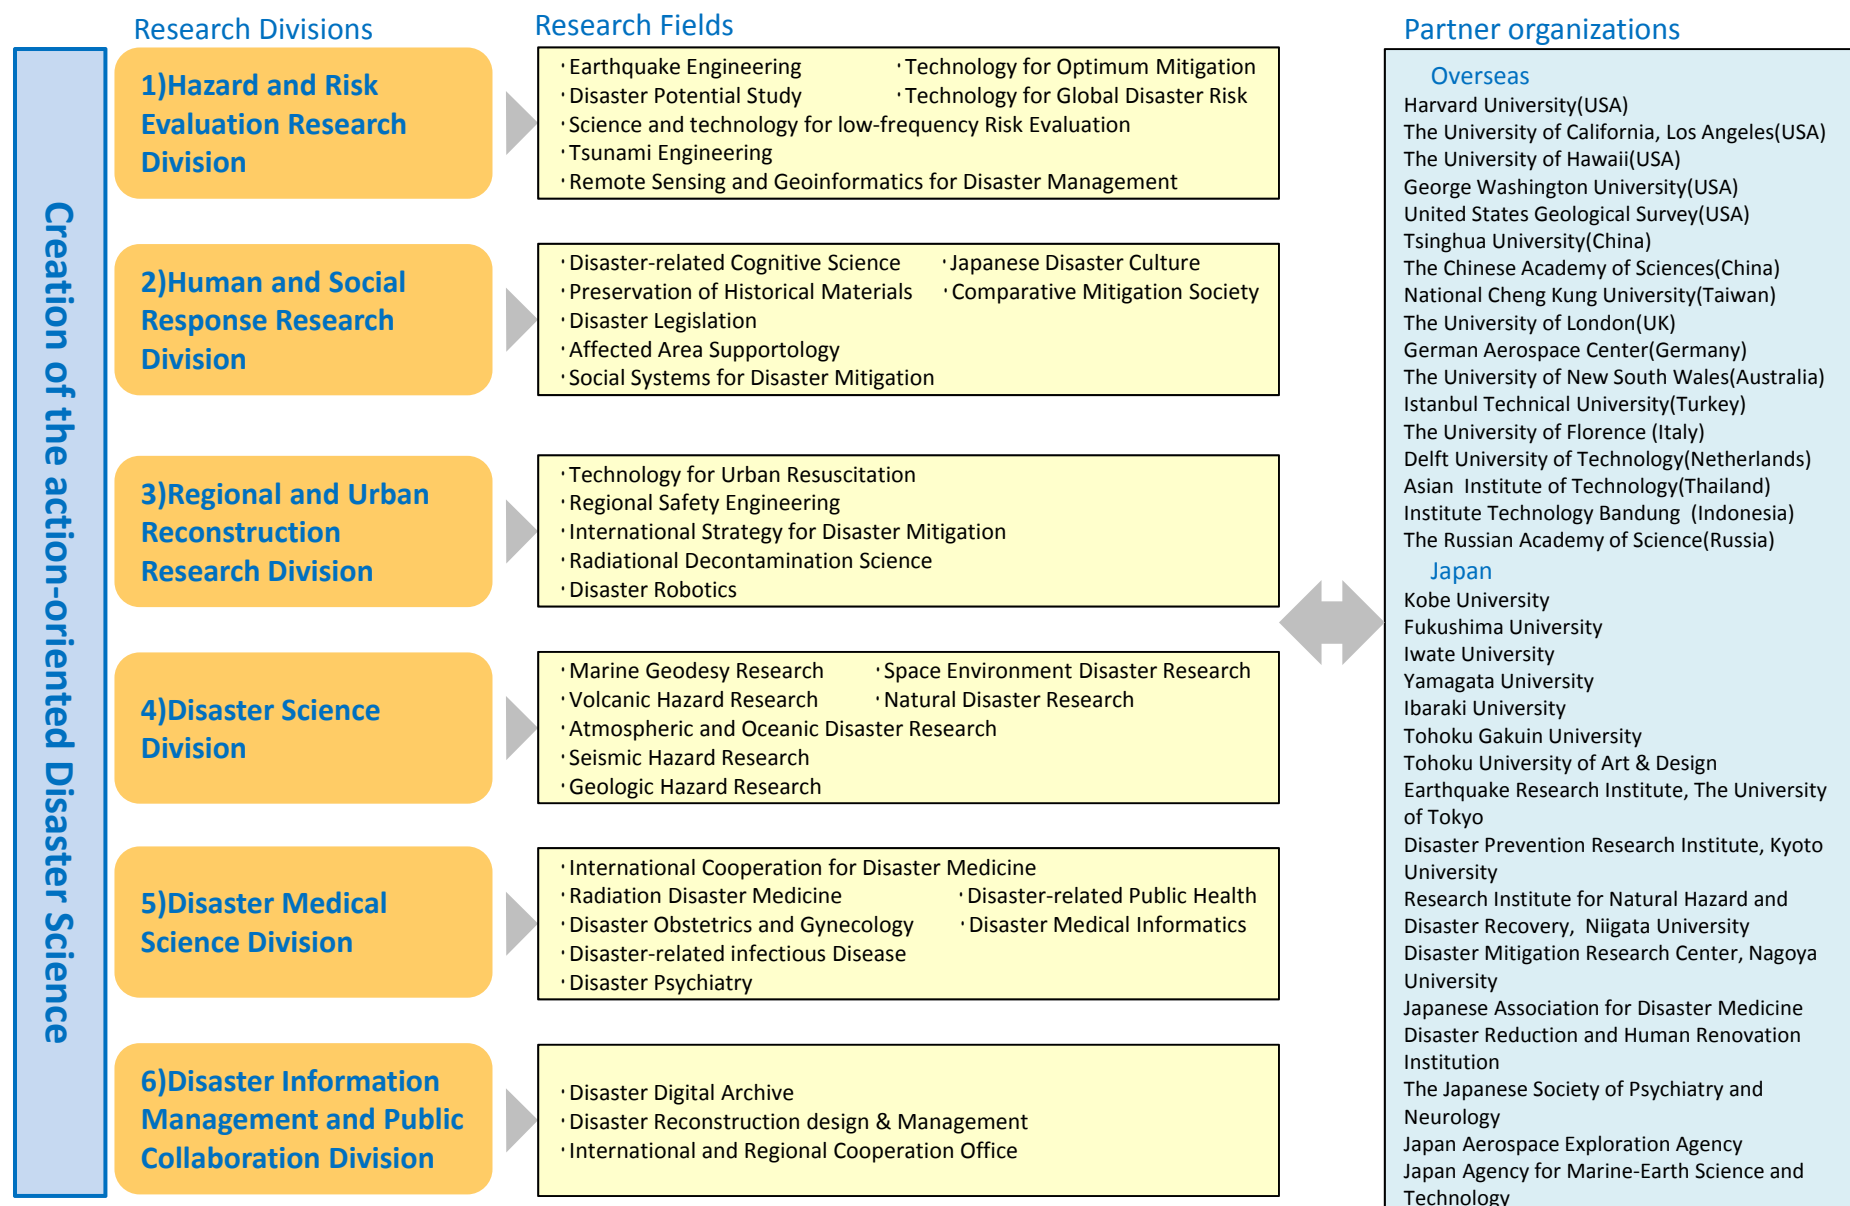 Research Divisions
Research Fields
Partner organizations
Creation of the action-oriented Disaster Science
1)Hazard and Risk
Evaluation Research
Division
·Earthquake Engineering ·Technology for Optimum Mitigation
·Disaster Potential Study ·Technology for Global Disaster Risk
·Science and technology for low-frequency Risk Evaluation
·Tsunami Engineering
·Remote Sensing and Geoinformatics for Disaster Management
2)Human and Social
Response Research
Division
·Disaster-related Cognitive Science ·Japanese Disaster Culture
·Preservation of Historical Materials ·Comparative Mitigation Society
·Disaster Legislation
·Affected Area Supportology
·Social Systems for Disaster Mitigation
3)Regional and Urban
Reconstruction
Research Division
·Technology for Urban Resuscitation
·Regional Safety Engineering
·International Strategy for Disaster Mitigation
·Radiational Decontamination Science
·Disaster Robotics
4)Disaster Science
Division
·Marine Geodesy Research ·Space Environment Disaster Research
·Volcanic Hazard Research ·Natural Disaster Research
·Atmospheric and Oceanic Disaster Research
·Seismic Hazard Research
·Geologic Hazard Research
5)Disaster Medical
Science Division
·International Cooperation for Disaster Medicine
·Radiation Disaster Medicine ·Disaster-related Public Health
·Disaster Obstetrics and Gynecology ·Disaster Medical Informatics
·Disaster-related infectious Disease
·Disaster Psychiatry
6)Disaster Information
Management and Public
Collaboration Division
·Disaster Digital Archive
·Disaster Reconstruction design & Management
·International and Regional Cooperation Office
Overseas
Harvard University(USA)
The University of California, Los Angeles(USA)
The University of Hawaii(USA)
George Washington University(USA)
United States Geological Survey(USA)
Tsinghua University(China)
The Chinese Academy of Sciences(China)
National Cheng Kung University(Taiwan)
The University of London(UK)
German Aerospace Center(Germany)
The University of New South Wales(Australia)
Istanbul Technical University(Turkey)
The University of Florence (Italy)
Delft University of Technology(Netherlands)
Asian Institute of Technology(Thailand)
Institute Technology Bandung (Indonesia)
The Russian Academy of Science(Russia)
Japan
Kobe University
Fukushima University
Iwate University
Yamagata University
Ibaraki University
Tohoku Gakuin University
Tohoku University of Art & Design
Earthquake Research Institute, The University
of Tokyo
Disaster Prevention Research Institute, Kyoto
University
Research Institute for Natural Hazard and
Disaster Recovery, Niigata University
Disaster Mitigation Research Center, Nagoya
University
Japanese Association for Disaster Medicine
Disaster Reduction and Human Renovation
Institution
The Japanese Society of Psychiatry and
Neurology
Japan Aerospace Exploration Agency
Japan Agency for Marine-Earth Science and
Technology